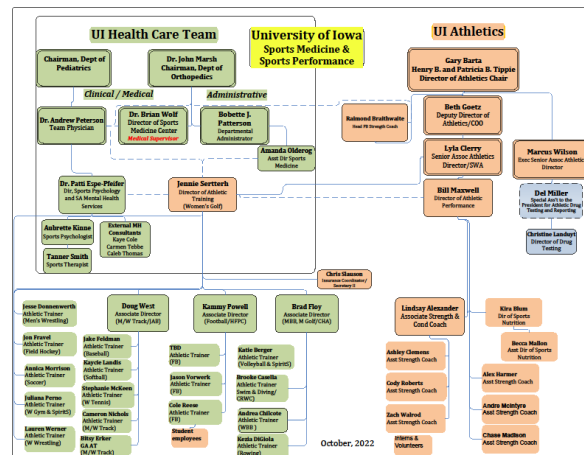 UI Health Care Team
University of Iowa
Sports Medicine &
Sports Performance
UI Athletics
Chairman, Dept of
Pediatrics
Dr. John Marsh
Chairman, Dept of
Orthopedics
Gary Barta
Henry B. and Patricia B. Tippie
Director of Athletics Chair
Clinical / Medical
Administrative
Dr. Andrew Peterson
Team Physician
Dr. Brian Wolf
Director of Sports
Medicine Center
Medical Supervisor
Bobette J.
Patterson
Departmental
Administrator
Raimond Braithwaite
Head FB Strength Coach
Beth Goetz
Deputy Director of
Athletics/COO
Amanda Olderog
Asst Dir Sports
Medicine
Lyla Clerry
Senior Assoc Athletics
Director/SWA
Marcus Wilson
Exec Senior Assoc Athletic
Director
Dr. Patti Espe-Pfeifer
Dir, Sports Psychology
and SA Mental Health
Services
Jennie Sertterh
Director of Athletic
Training
(Women's Golf)
Bill Maxwell
Director of Athletic
Performance
Del Miller
Special Ass't to the
President for Athletic Drug
Testing and Reporting
Aubrette Kinne
Sports Psychologist
External MH
Consultants
Kaye Cole
Carmen Tobbe
Caleb Thomas
Christine Landuyt
Director of Drug
Testing
Tanner Smith
Sports Therapist
Chris Slauson
Insurance Coordinator/
Secretary II
Jesse Donnenwerth
Athletic Trainer
(Men's Wrestling)
Doug West
Associate Director
(M/W Track/JAB)
Kammy Powell
Associate Director
(Football/HFPC)
Brad Floy
Associate Director
(MBB, M Golf/CHA)
Lindsay Alexander
Associate Strength &
Cond Coach
Kira Blum
Dir of Sports
Nutrition
Jon Fravel
Athletic Trainer
(Field Hockey)
Jake Feldman
Athletic Trainer
(Baseball)
TBD
Athletic Trainer
(FB)
Katie Berger
Athletic Trainer
(Volleyball & SpiritS)
Ashley Clemens
Asst Strength Coach
Becca Mallon
Asst Dir of Sports
Nutrition
Annica Morrison
Athletic Trainer
(Soccer)
Kaycle Landis
Athletic Trainer
(Softball)
Jason Vorwerk
Athletic Trainer
(FB)
Brooke Casella
Athletic Trainer
Swim & Diving/
CRWC)
Cody Roberts
Asst Strength Coach
Alex Harmer
Asst Strength Coach
Juliana Perno
Athletic Trainer
(W Gym & SpiritS)
Stephanie McKeen
Athletic Trainer
(W Tennis)
Cole Reese
Athletic Trainer
(FB)
Andrea Chilcote
Athletic Trainer
(WBB )
Zach Walrod
Asst Strength Coach
Andra McIntyre
Asst Strength Coach
Lauren Werner
Athletic Trainer
(W Wrestling)
Cameron Nichols
Athletic Trainer
(M/W Track)
Student
employees
Interns &
Volunteers
Chase Madison
Asst Strength Coach
Erker
GA AT
(M/W Track)
Kenzia DiGiola
Athletic Trainer
(Rowing)
October, 2022